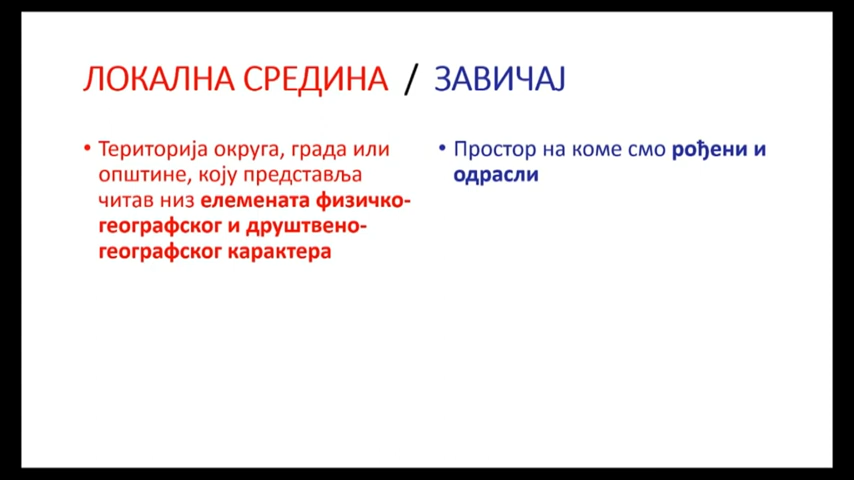 ЛОКАЛНА СРЕДИНА / ЗАВИЧАЈ
• Територија округа, града или
општине, коју представља
читав низ елемената физичко-
географског и друштвено-
географског карактера
• Простор на коме смо рођени и
одрасли